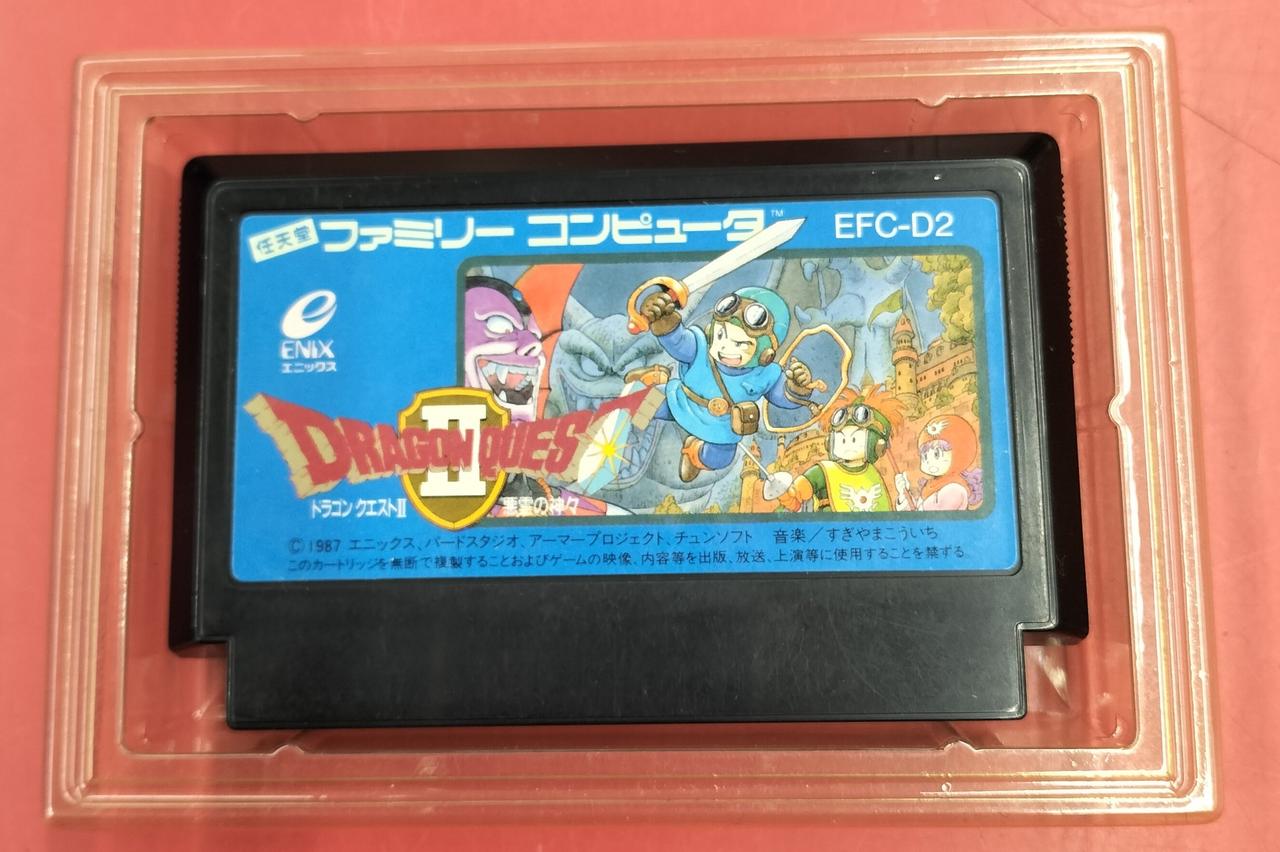 任天堂 ファミリー コンピュータ™ EFC-D2
ENIX
エニックス
DRAGON QUEST
II
ドラゴン クエストII 悪霊の神々
Ⓒ1987 エニックス、バードスタジオ、アーマープロジェクト、チュンソフト 音楽/すぎやまこういち
このカートリッジを無断で複製することおよびゲームの映像、内容等を出版、放送、上演等に使用することを禁ずる。